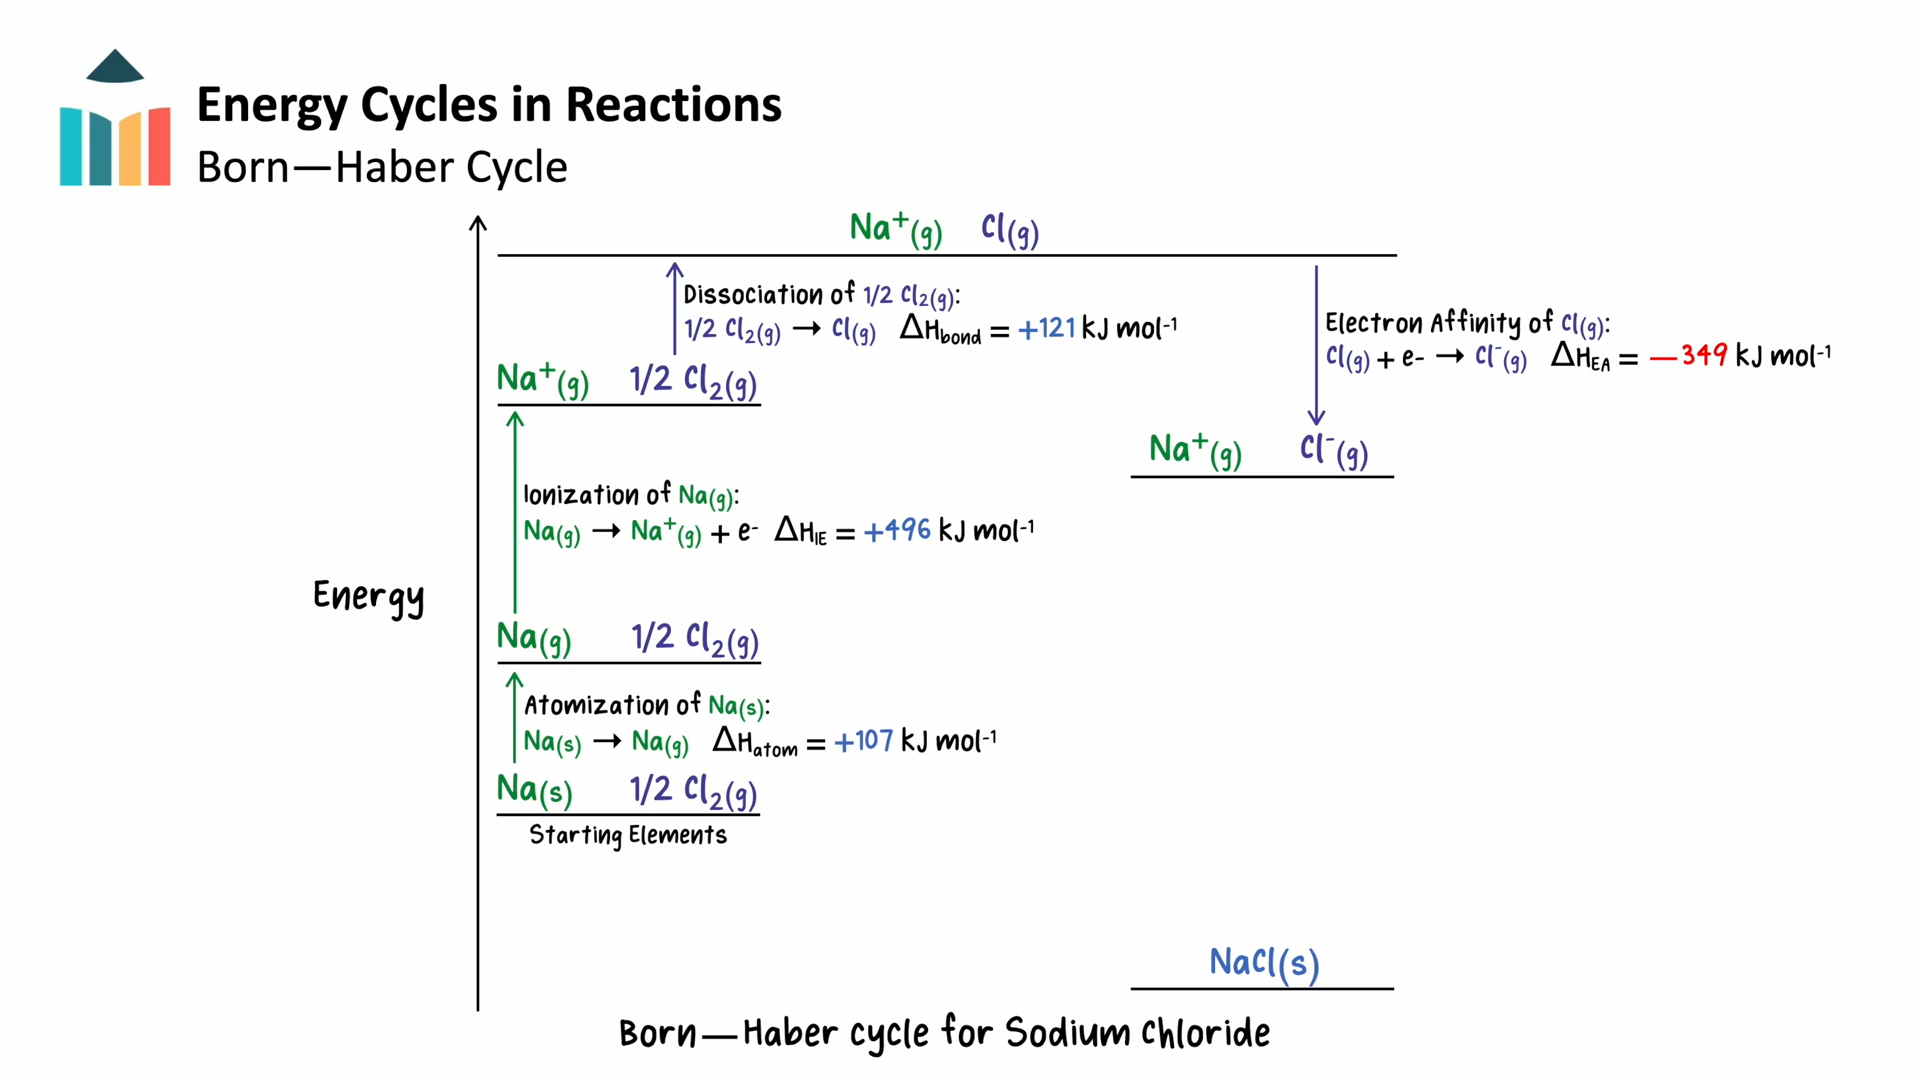 Energy Cycles in Reactions
Born—Haber Cycle
Na⁺(g) Cl(g)
Dissociation of 1/2 Cl₂(g):
1/2 Cl₂(g) → Cl(g) ΔH_bond = +121 kJ mol⁻¹
Electron Affinity of Cl(g):
Cl(g) + e- → Cl⁻(g) ΔH_EA = —349 kJ mol⁻¹
Na⁺(g) 1/2 Cl₂(g)
Na⁺(g) Cl⁻(g)
Ionization of Na(g):
Na(g) → Na⁺(g) + e- ΔH_IE = +496 kJ mol⁻¹
Energy
Na(g) 1/2 Cl₂(g)
Atomization of Na(s):
Na(s) → Na(g) ΔH_atom = +107 kJ mol⁻¹
Na(s) 1/2 Cl₂(g)
Starting Elements
NaCl(s)
Born—Haber cycle for Sodium Chloride